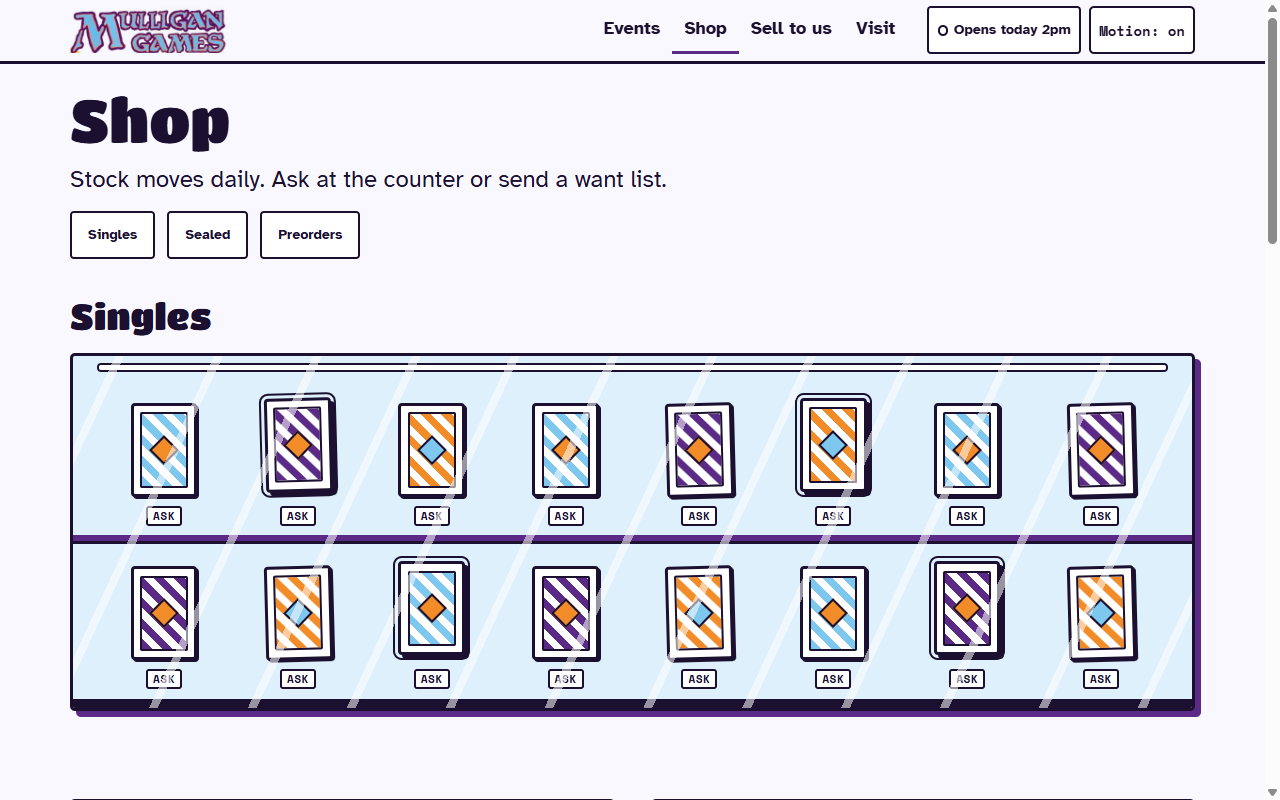 Mulligan Games
Events Shop Sell to us Visit Opens today 2pm Motion: on
Shop
Stock moves daily. Ask at the counter or send a want list.
Singles Sealed Preorders
Singles
ASK ASK ASK ASK ASK ASK ASK ASK
ASK ASK ASK ASK ASK ASK ASK ASK